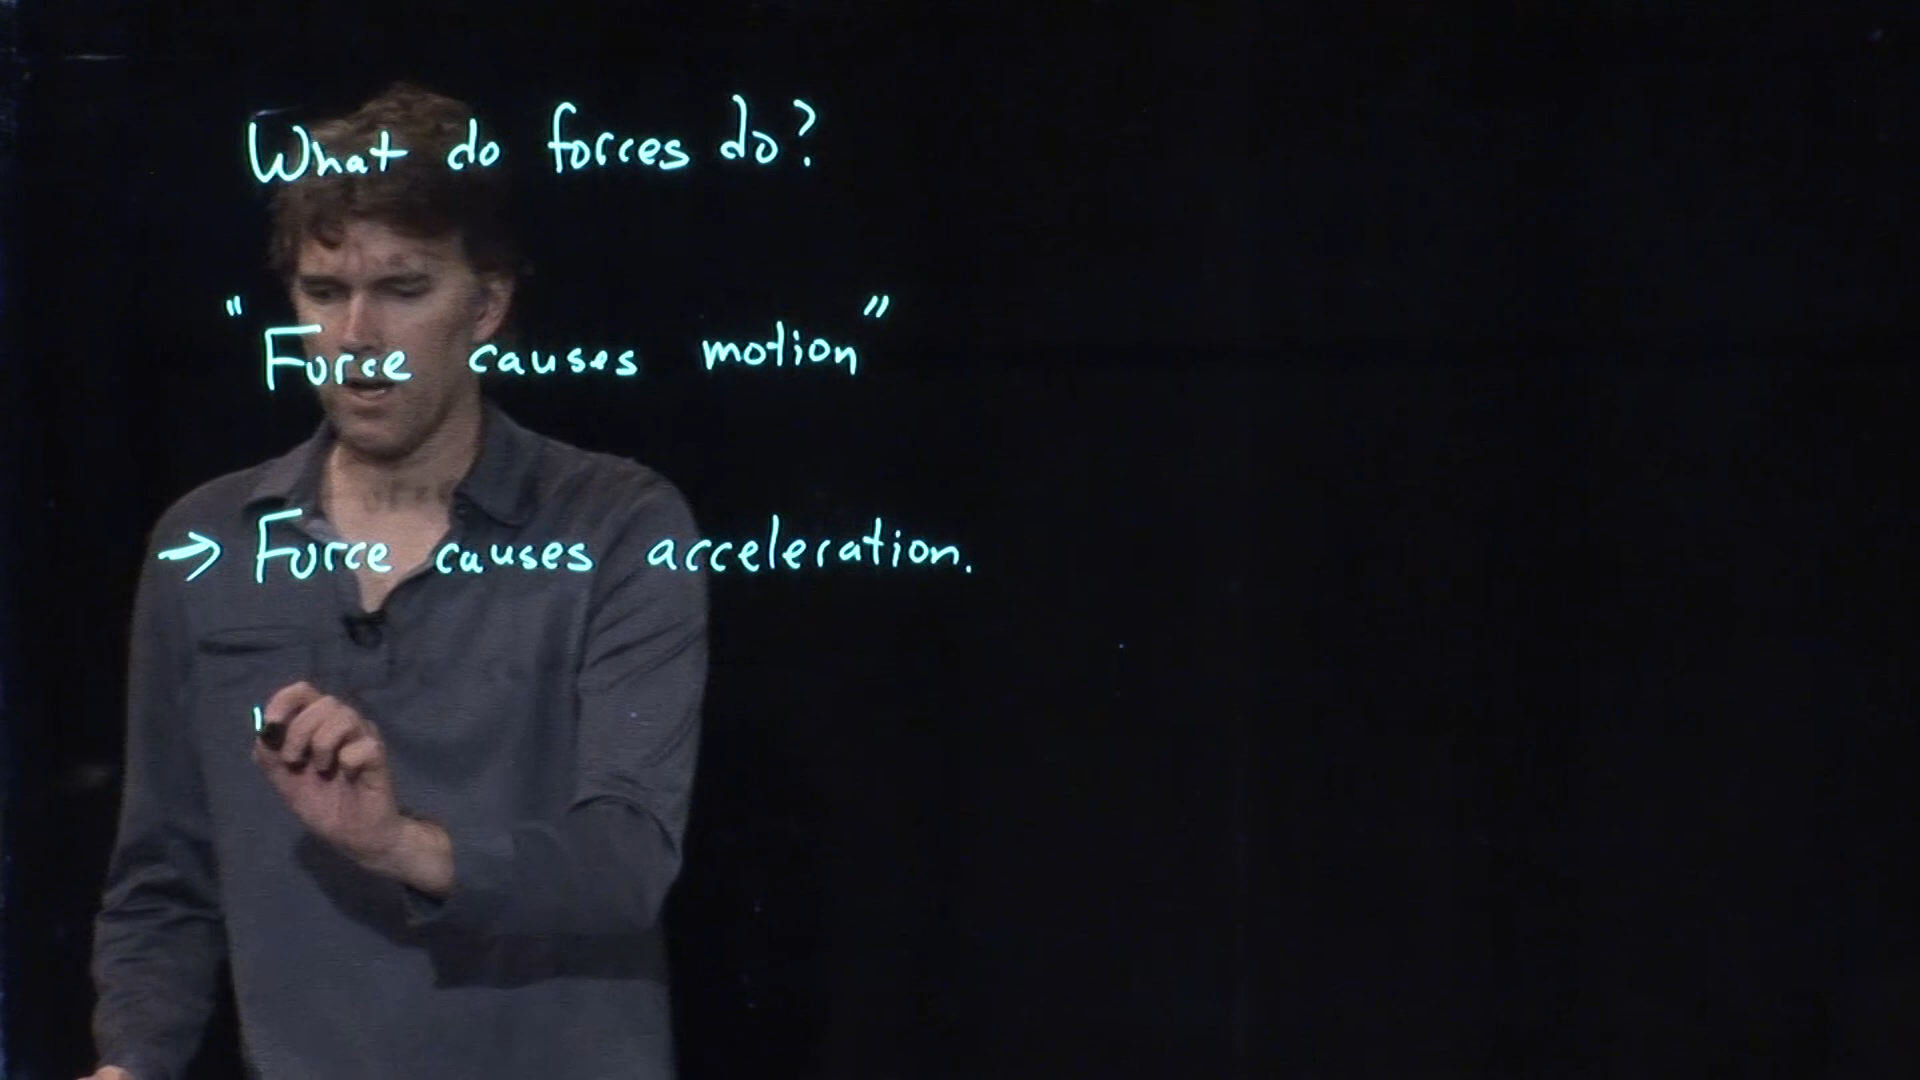 What do forces do?
"Force causes motion"
→ Force causes acceleration.